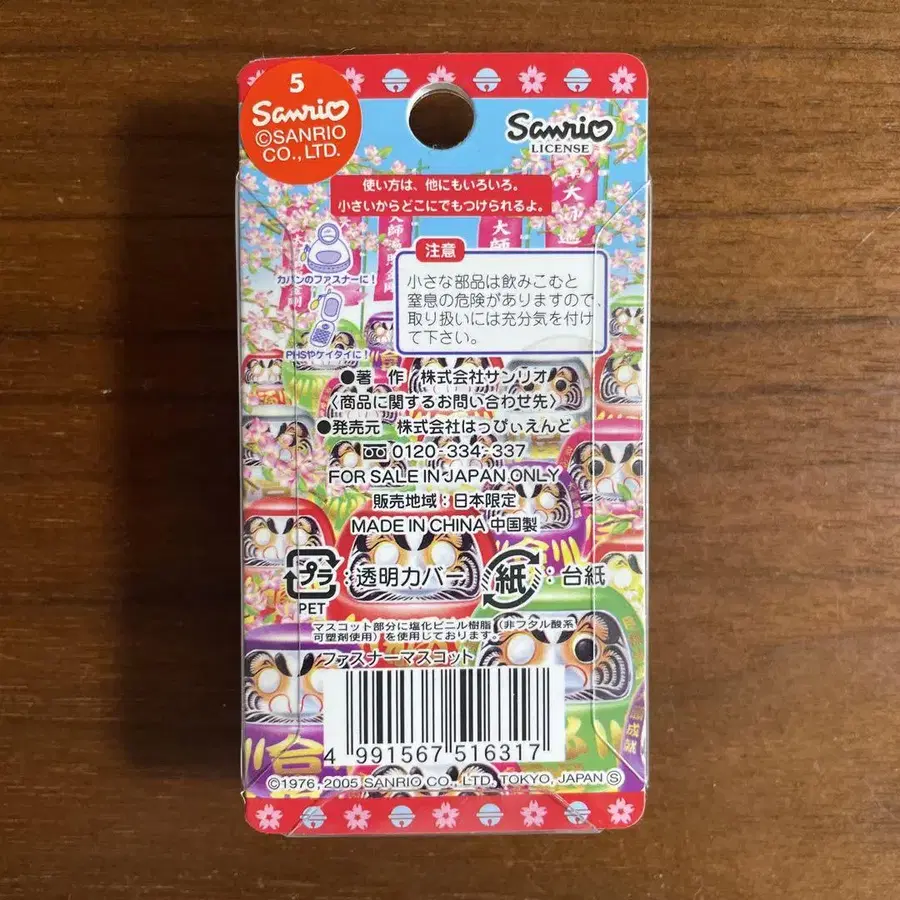 5
Sanrio
©SANRIO
CO., LTD.
Sanrio
LICENSE
使い方は、他にもいろいろ。
小さいからどこにでもつけられるよ。
大師
カバンのファスナーに!
PHSやケイタイに!
注意
小さな部品は飲みこむと
窒息の危険がありますので、
取り扱いには充分気を付け
て下さい。
●著 作 株式会社サンリオ
〈商品に関するお問い合わせ先〉
●発売元 株式会社はっぴぃえんど
0120-334-337
FOR SALE IN JAPAN ONLY
販売地域:日本限定
MADE IN CHINA 中国製
プラ:透明カバー 紙:台紙
PET
マスコット部分に塩化ビニル樹脂(非フタル酸系
可塑剤使用)を使用しております。
ファスナーマスコット
4 991567 516317
©1976, 2005 SANRIO CO., LTD. TOKYO, JAPAN Ⓢ